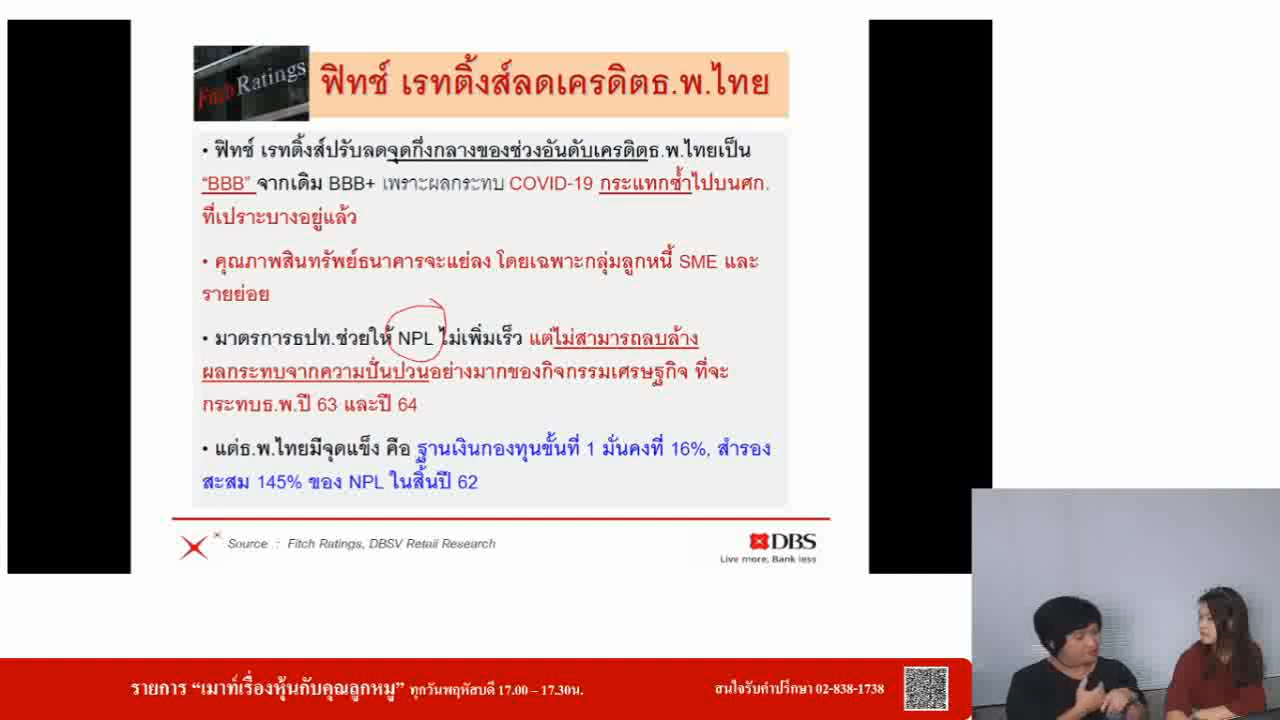 FitchRatings
ฟิทช์ เรทติ้งส์ลดเครดิตธ.พ.ไทย
• ฟิทช์ เรทติ้งส์ปรับลดจุดกึ่งกลางของช่วงอันดับเครดิตธ.พ.ไทยเป็น
“BBB” จากเดิม BBB+ เพราะผลกระทบ COVID-19 กระแทกซ้ำไปบนศก.
ที่เปราะบางอยู่แล้ว
• คุณภาพสินทรัพย์ธนาคารจะแย่ลง โดยเฉพาะกลุ่มลูกหนี้ SME และ
รายย่อย
• มาตรการธปท.ช่วยให้ NPL ไม่เพิ่มเร็ว แต่ไม่สามารถลบล้าง
ผลกระทบจากความปั่นปวนอย่างมากของกิจกรรมเศรษฐกิจ ที่จะ
กระทบธ.พ.ปี 63 และปี 64
• แต่ธ.พ.ไทยมีจุดแข็ง คือ ฐานเงินกองทุนขั้นที่ 1 มั่นคงที่ 16%, สำรอง
สะสม 145% ของ NPL ในสิ้นปี 62
Source : Fitch Ratings, DBSV Retail Research
DBS
Live more, Bank less
รายการ “เมาท์เรื่องหุ้นกับคุณลูกหมู” ทุกวันพฤหัสบดี 17.00 – 17.30น.
สนใจรับคำปรึกษา 02-838-1738